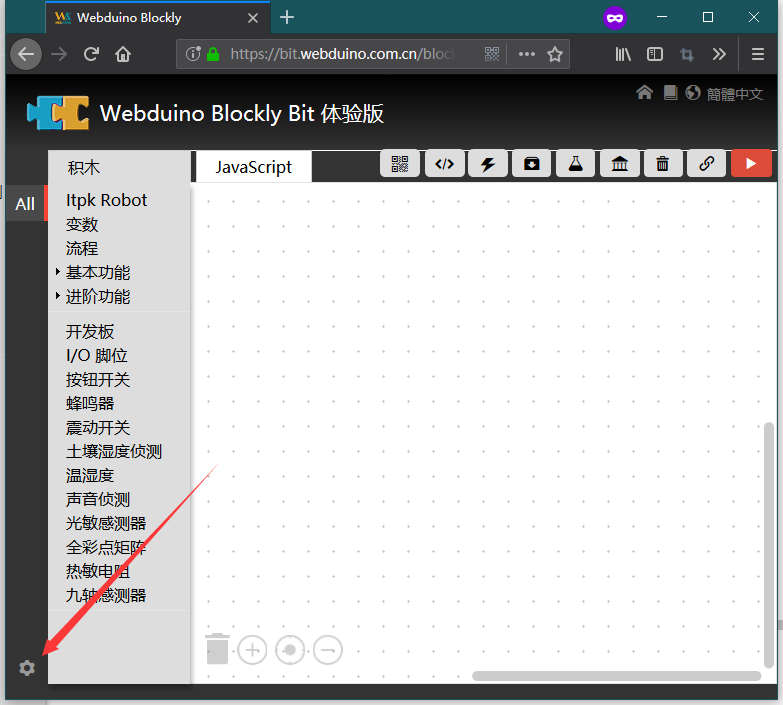 Webduino Blockly
https://bit.webduino.com.cn/bloc
Webduino Blockly Bit 体验版
簡體中文
积木
JavaScript
All
Itpk Robot
变数
流程
基本功能
进阶功能
开发板
I/O 脚位
按钮开关
蜂鸣器
震动开关
土壤湿度侦测
温湿度
声音侦测
光敏感测器
全彩点矩阵
热敏电阻
九轴感测器